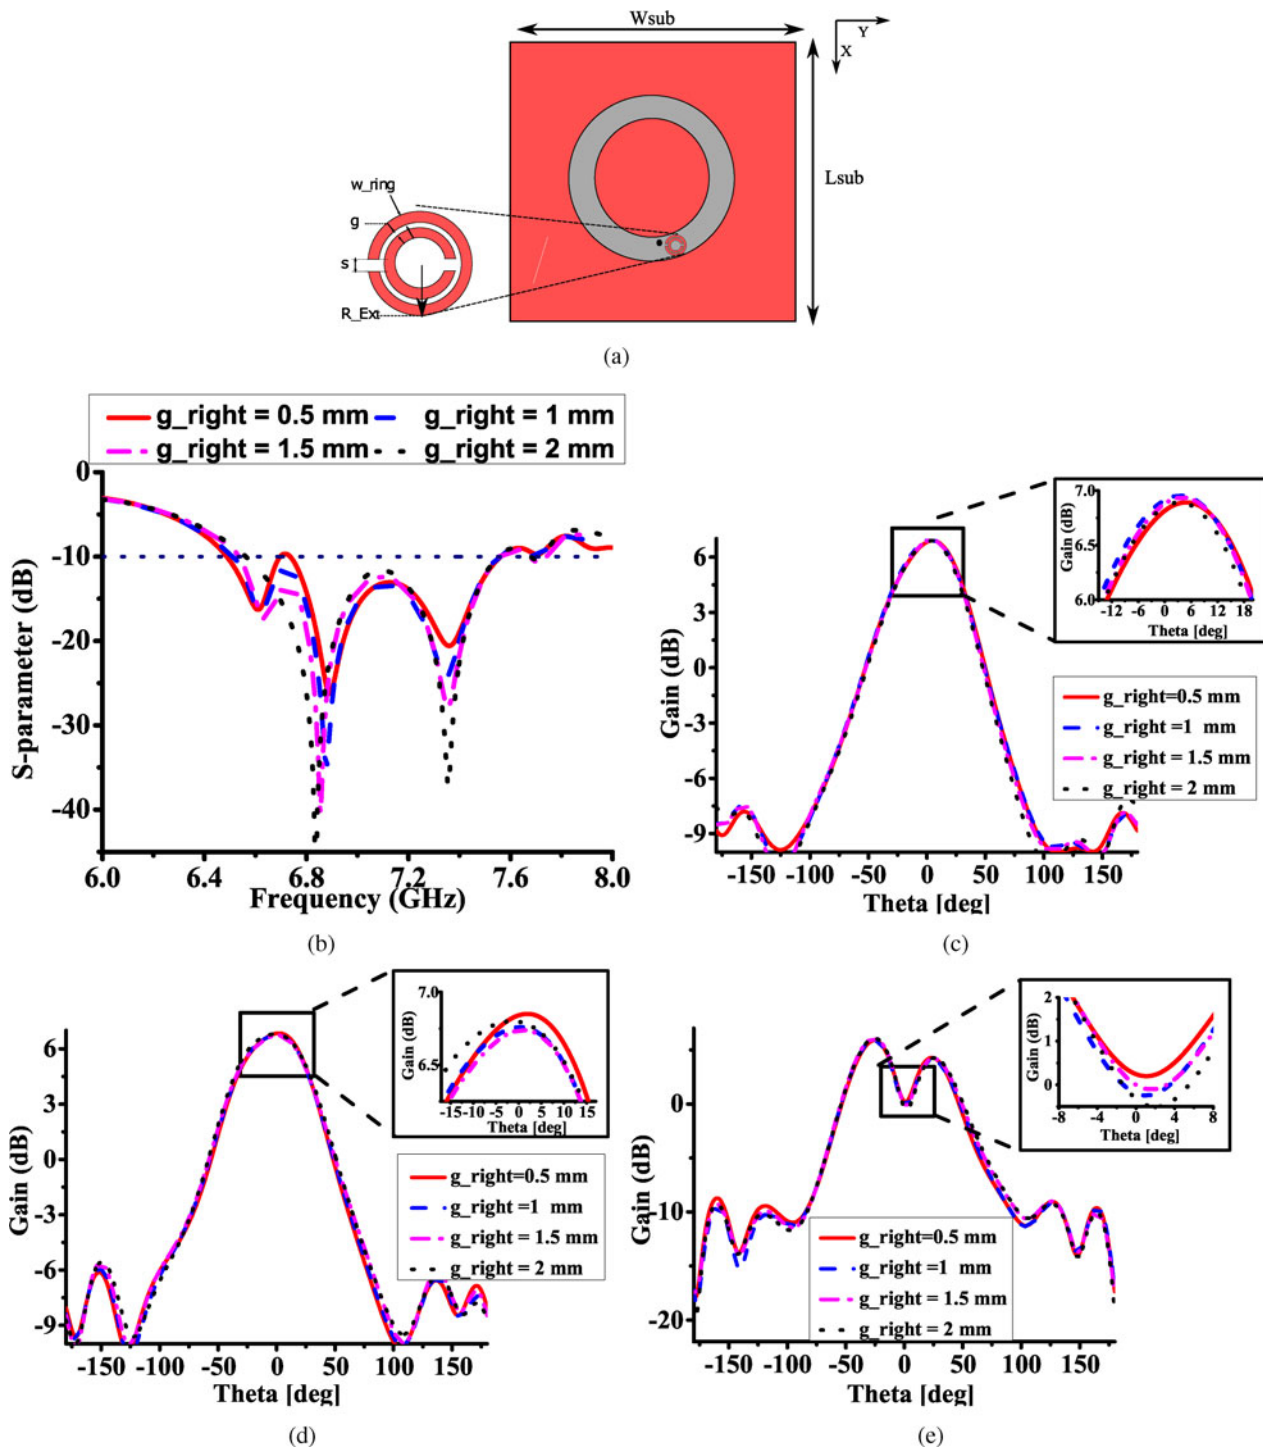 Wsub
Y
X
Lsub
w_ring
g
s
R_Ext
(a)
g_right = 0.5 mm
g_right = 1 mm
g_right = 1.5 mm
g_right = 2 mm
0
-10
-20
-30
-40
S-parameter (dB)
6.0 6.4 6.8 7.2 7.6 8.0
Frequency (GHz)
(b)
7.0
6.5
6.0
Gain (dB)
-12 -6 0 6 12 18 20
Theta [deg]
6
3
0
-3
-6
-9
Gain (dB)
g_right=0.5 mm
g_right =1 mm
g_right = 1.5 mm
g_right = 2 mm
-150 -100 -50 0 50 100 150
Theta [deg]
(c)
7.0
6.5
Gain (dB)
-15 -10 -5 0 5 10 15
Theta [deg]
6
3
0
-3
-6
-9
Gain (dB)
g_right=0.5 mm
g_right =1 mm
g_right = 1.5 mm
g_right = 2 mm
-150 -100 -50 0 50 100 150
Theta [deg]
(d)
2
1
0
Gain (dB)
-8 -4 0 4 8
Theta [deg]
0
-10
-20
Gain (dB)
g_right=0.5 mm
g_right =1 mm
g_right = 1.5 mm
g_right = 2 mm
-150 -100 -50 0 50 100 150
Theta [deg]
(e)